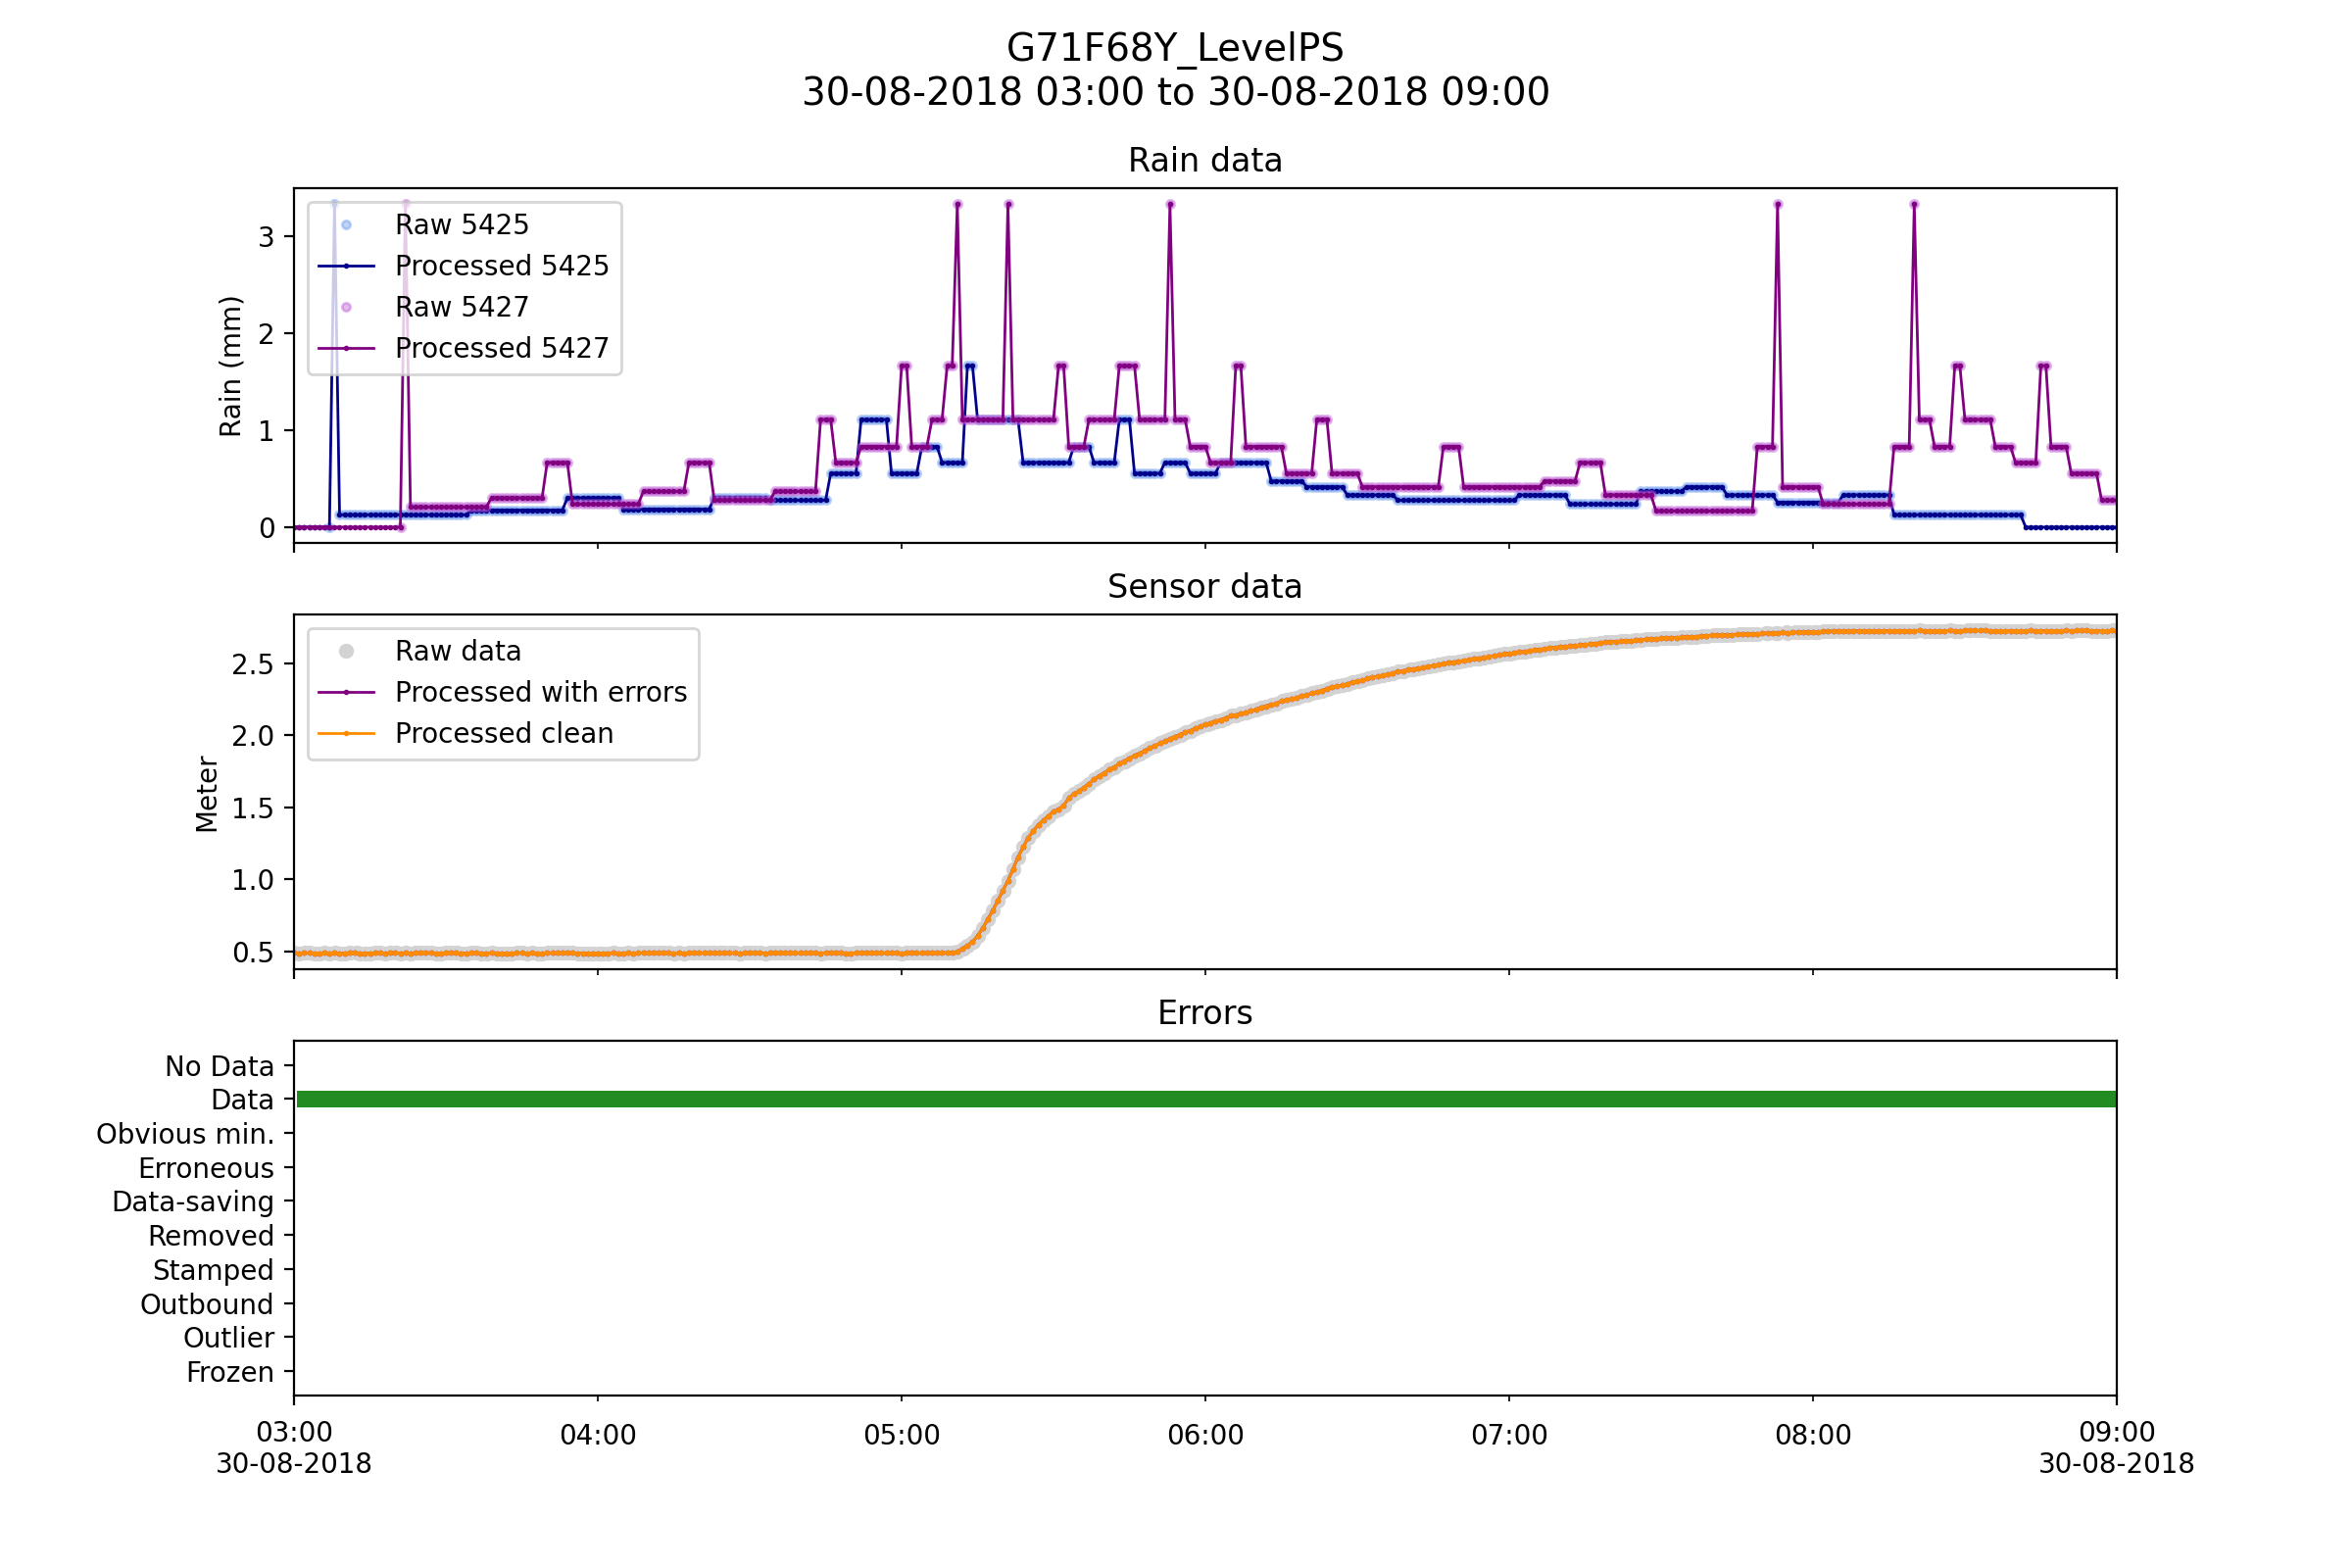 G71F68Y_LevelPS
30-08-2018 03:00 to 30-08-2018 09:00
Rain data
Rain (mm)
3
2
1
0
Raw 5425
Processed 5425
Raw 5427
Processed 5427
Sensor data
Meter
2.5
2.0
1.5
1.0
0.5
Raw data
Processed with errors
Processed clean
Errors
No Data
Data
Obvious min.
Erroneous
Data-saving
Removed
Stamped
Outbound
Outlier
Frozen
03:00 04:00 05:00 06:00 07:00 08:00 09:00
30-08-2018 30-08-2018